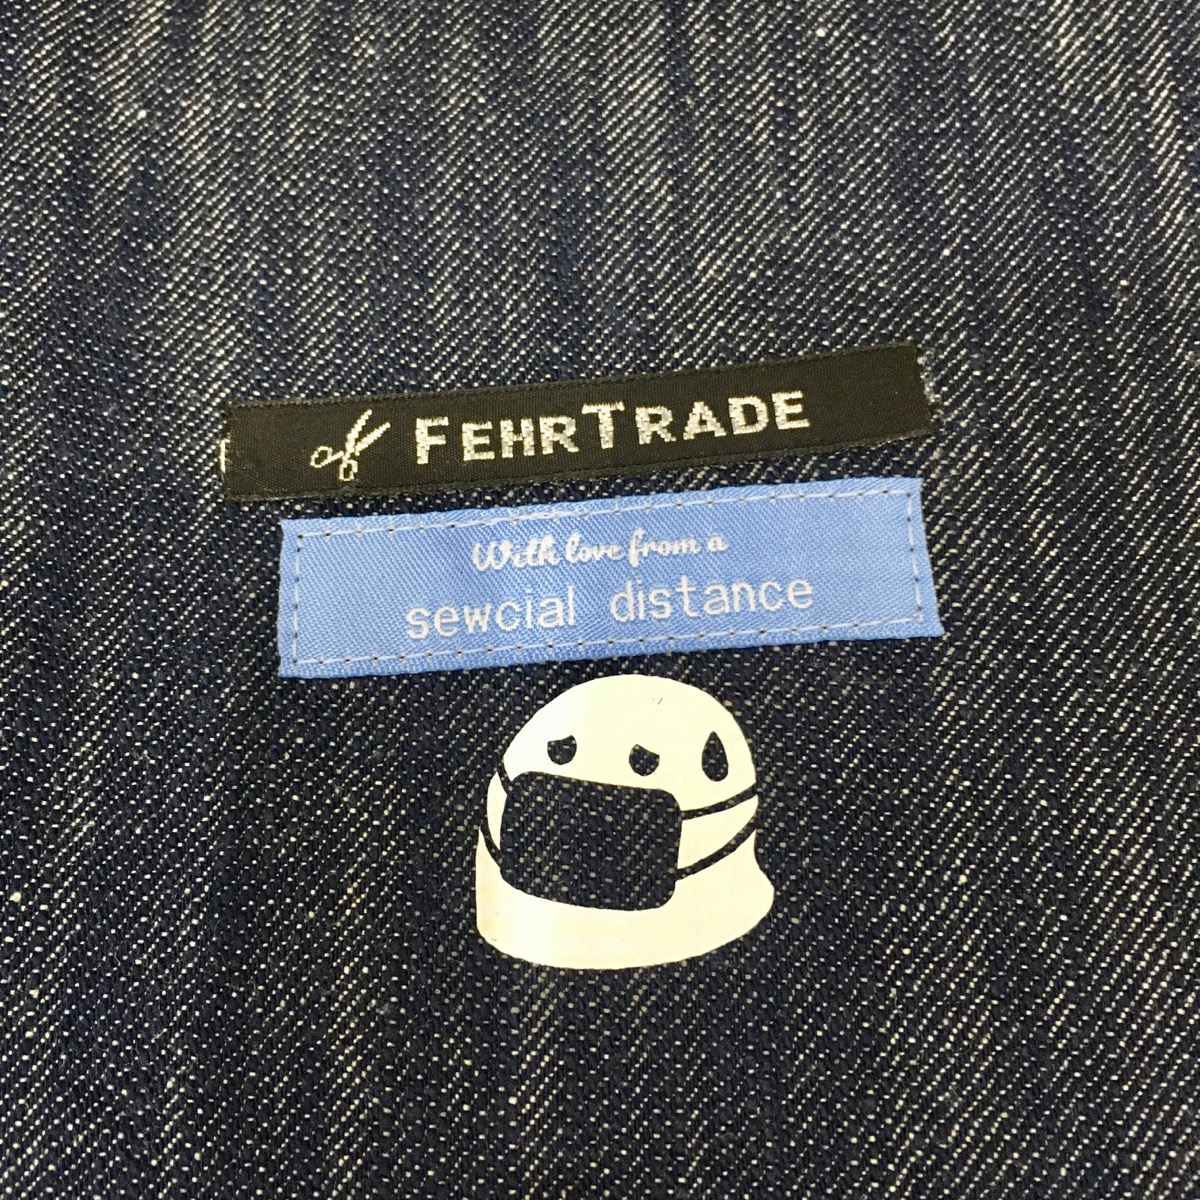 FEHRTRADE
With love from a
sewcial distance